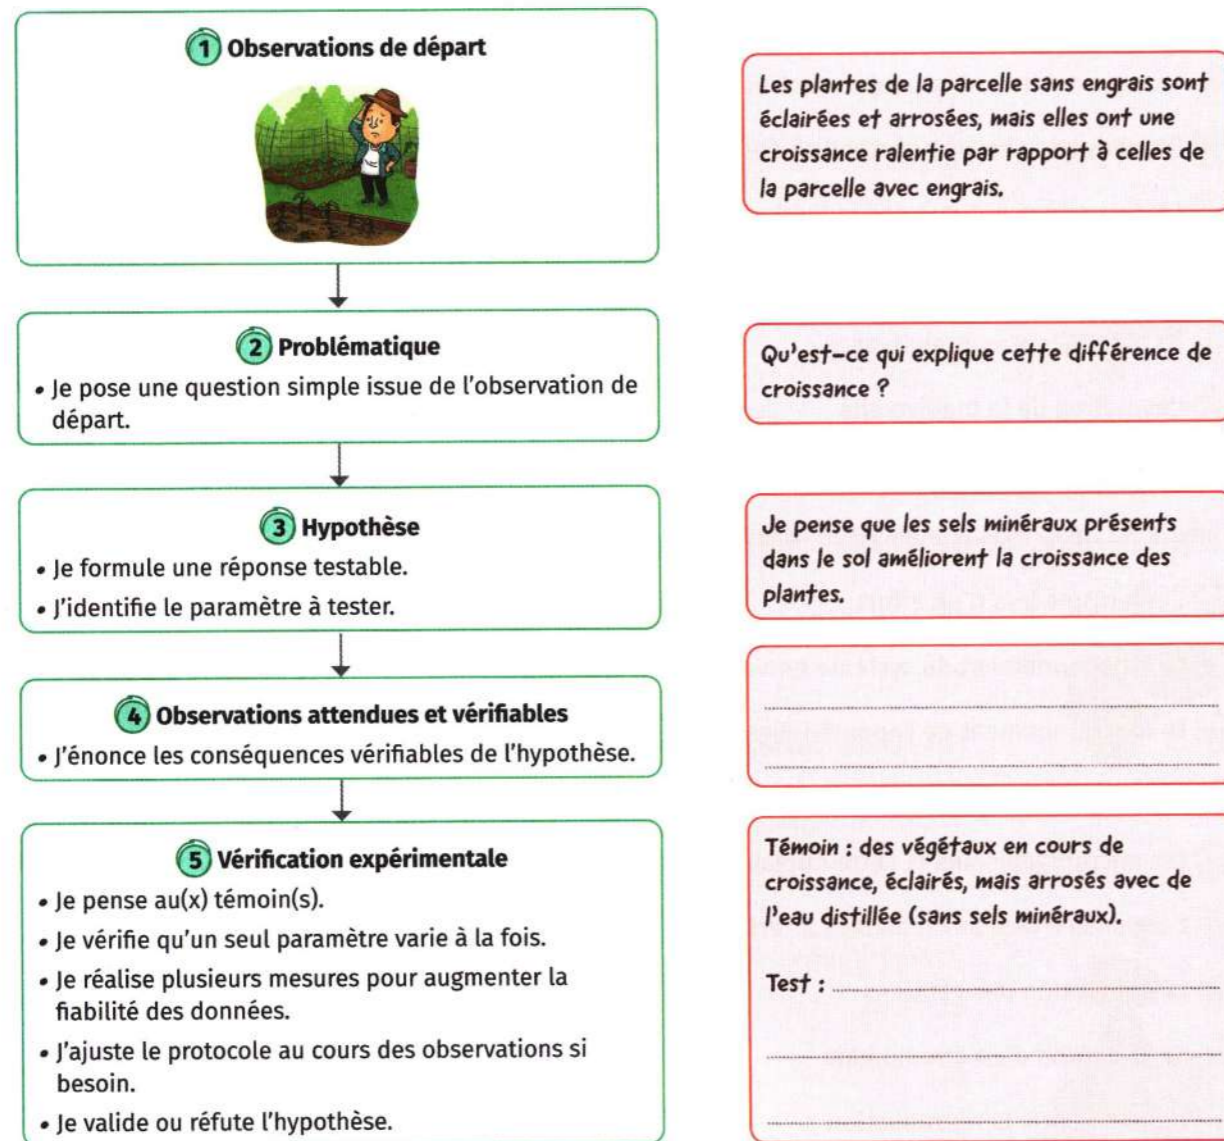 1 Observations de départ
Les plantes de la parcelle sans engrais sont
éclairées et arrosées, mais elles ont une
croissance ralentie par rapport à celles de
la parcelle avec engrais.
2 Problématique
• Je pose une question simple issue de l'observation de
départ.
Qu'est-ce qui explique cette différence de
croissance ?
3 Hypothèse
• Je formule une réponse testable.
• J'identifie le paramètre à tester.
Je pense que les sels minéraux présents
dans le sol améliorent la croissance des
plantes.
4 Observations attendues et vérifiables
• J'énonce les conséquences vérifiables de l'hypothèse.
5 Vérification expérimentale
• Je pense au(x) témoin(s).
• Je vérifie qu'un seul paramètre varie à la fois.
• Je réalise plusieurs mesures pour augmenter la
fiabilité des données.
• J'ajuste le protocole au cours des observations si
besoin.
• Je valide ou réfute l'hypothèse.
Témoin : des végétaux en cours de
croissance, éclairés, mais arrosés avec de
l'eau distillée (sans sels minéraux).
Test :